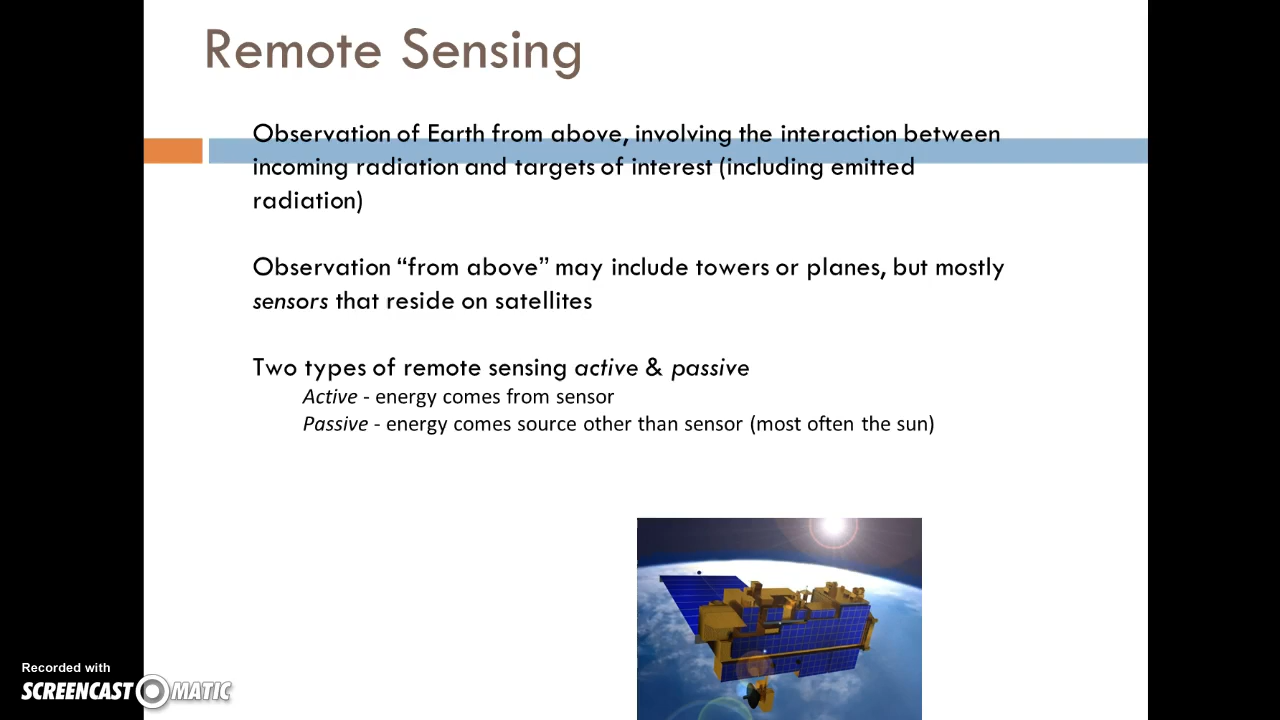 Remote Sensing
Observation of Earth from above, involving the interaction between
incoming radiation and targets of interest (including emitted
radiation)
Observation “from above” may include towers or planes, but mostly
sensors that reside on satellites
Two types of remote sensing active & passive
Active - energy comes from sensor
Passive - energy comes source other than sensor (most often the sun)
Recorded with
SCREENCAST MATIC